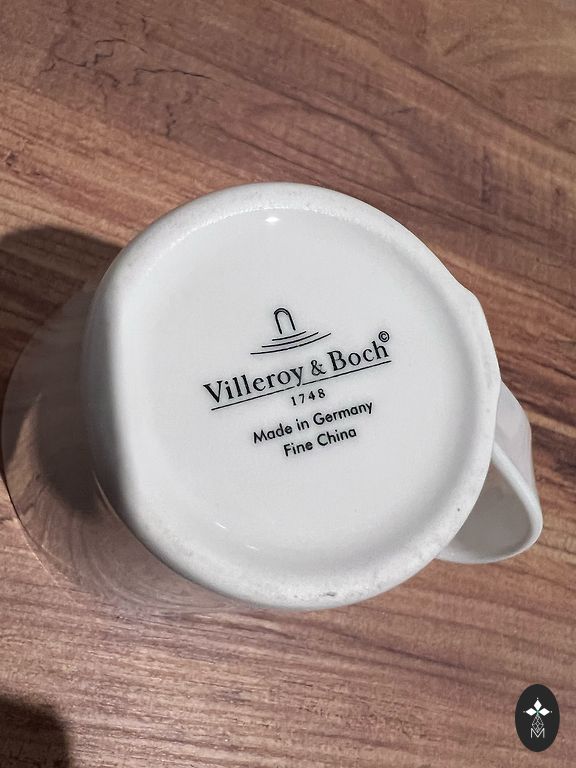 Villeroy & Boch©
1748
Made in Germany
Fine China
M